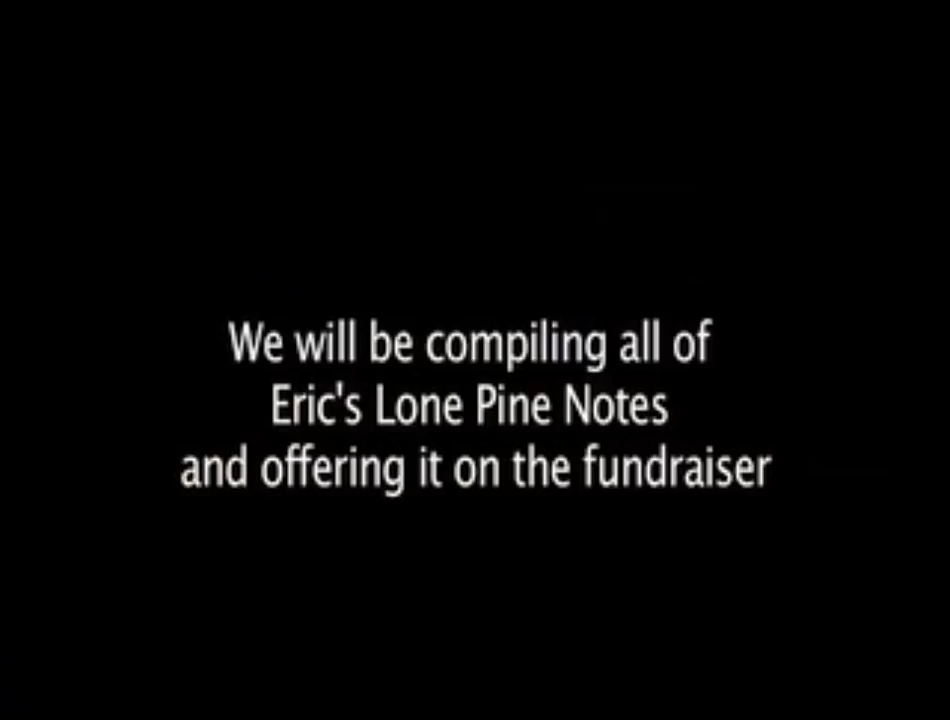 We will be compiling all of
Eric's Lone Pine Notes
and offering it on the fundraiser